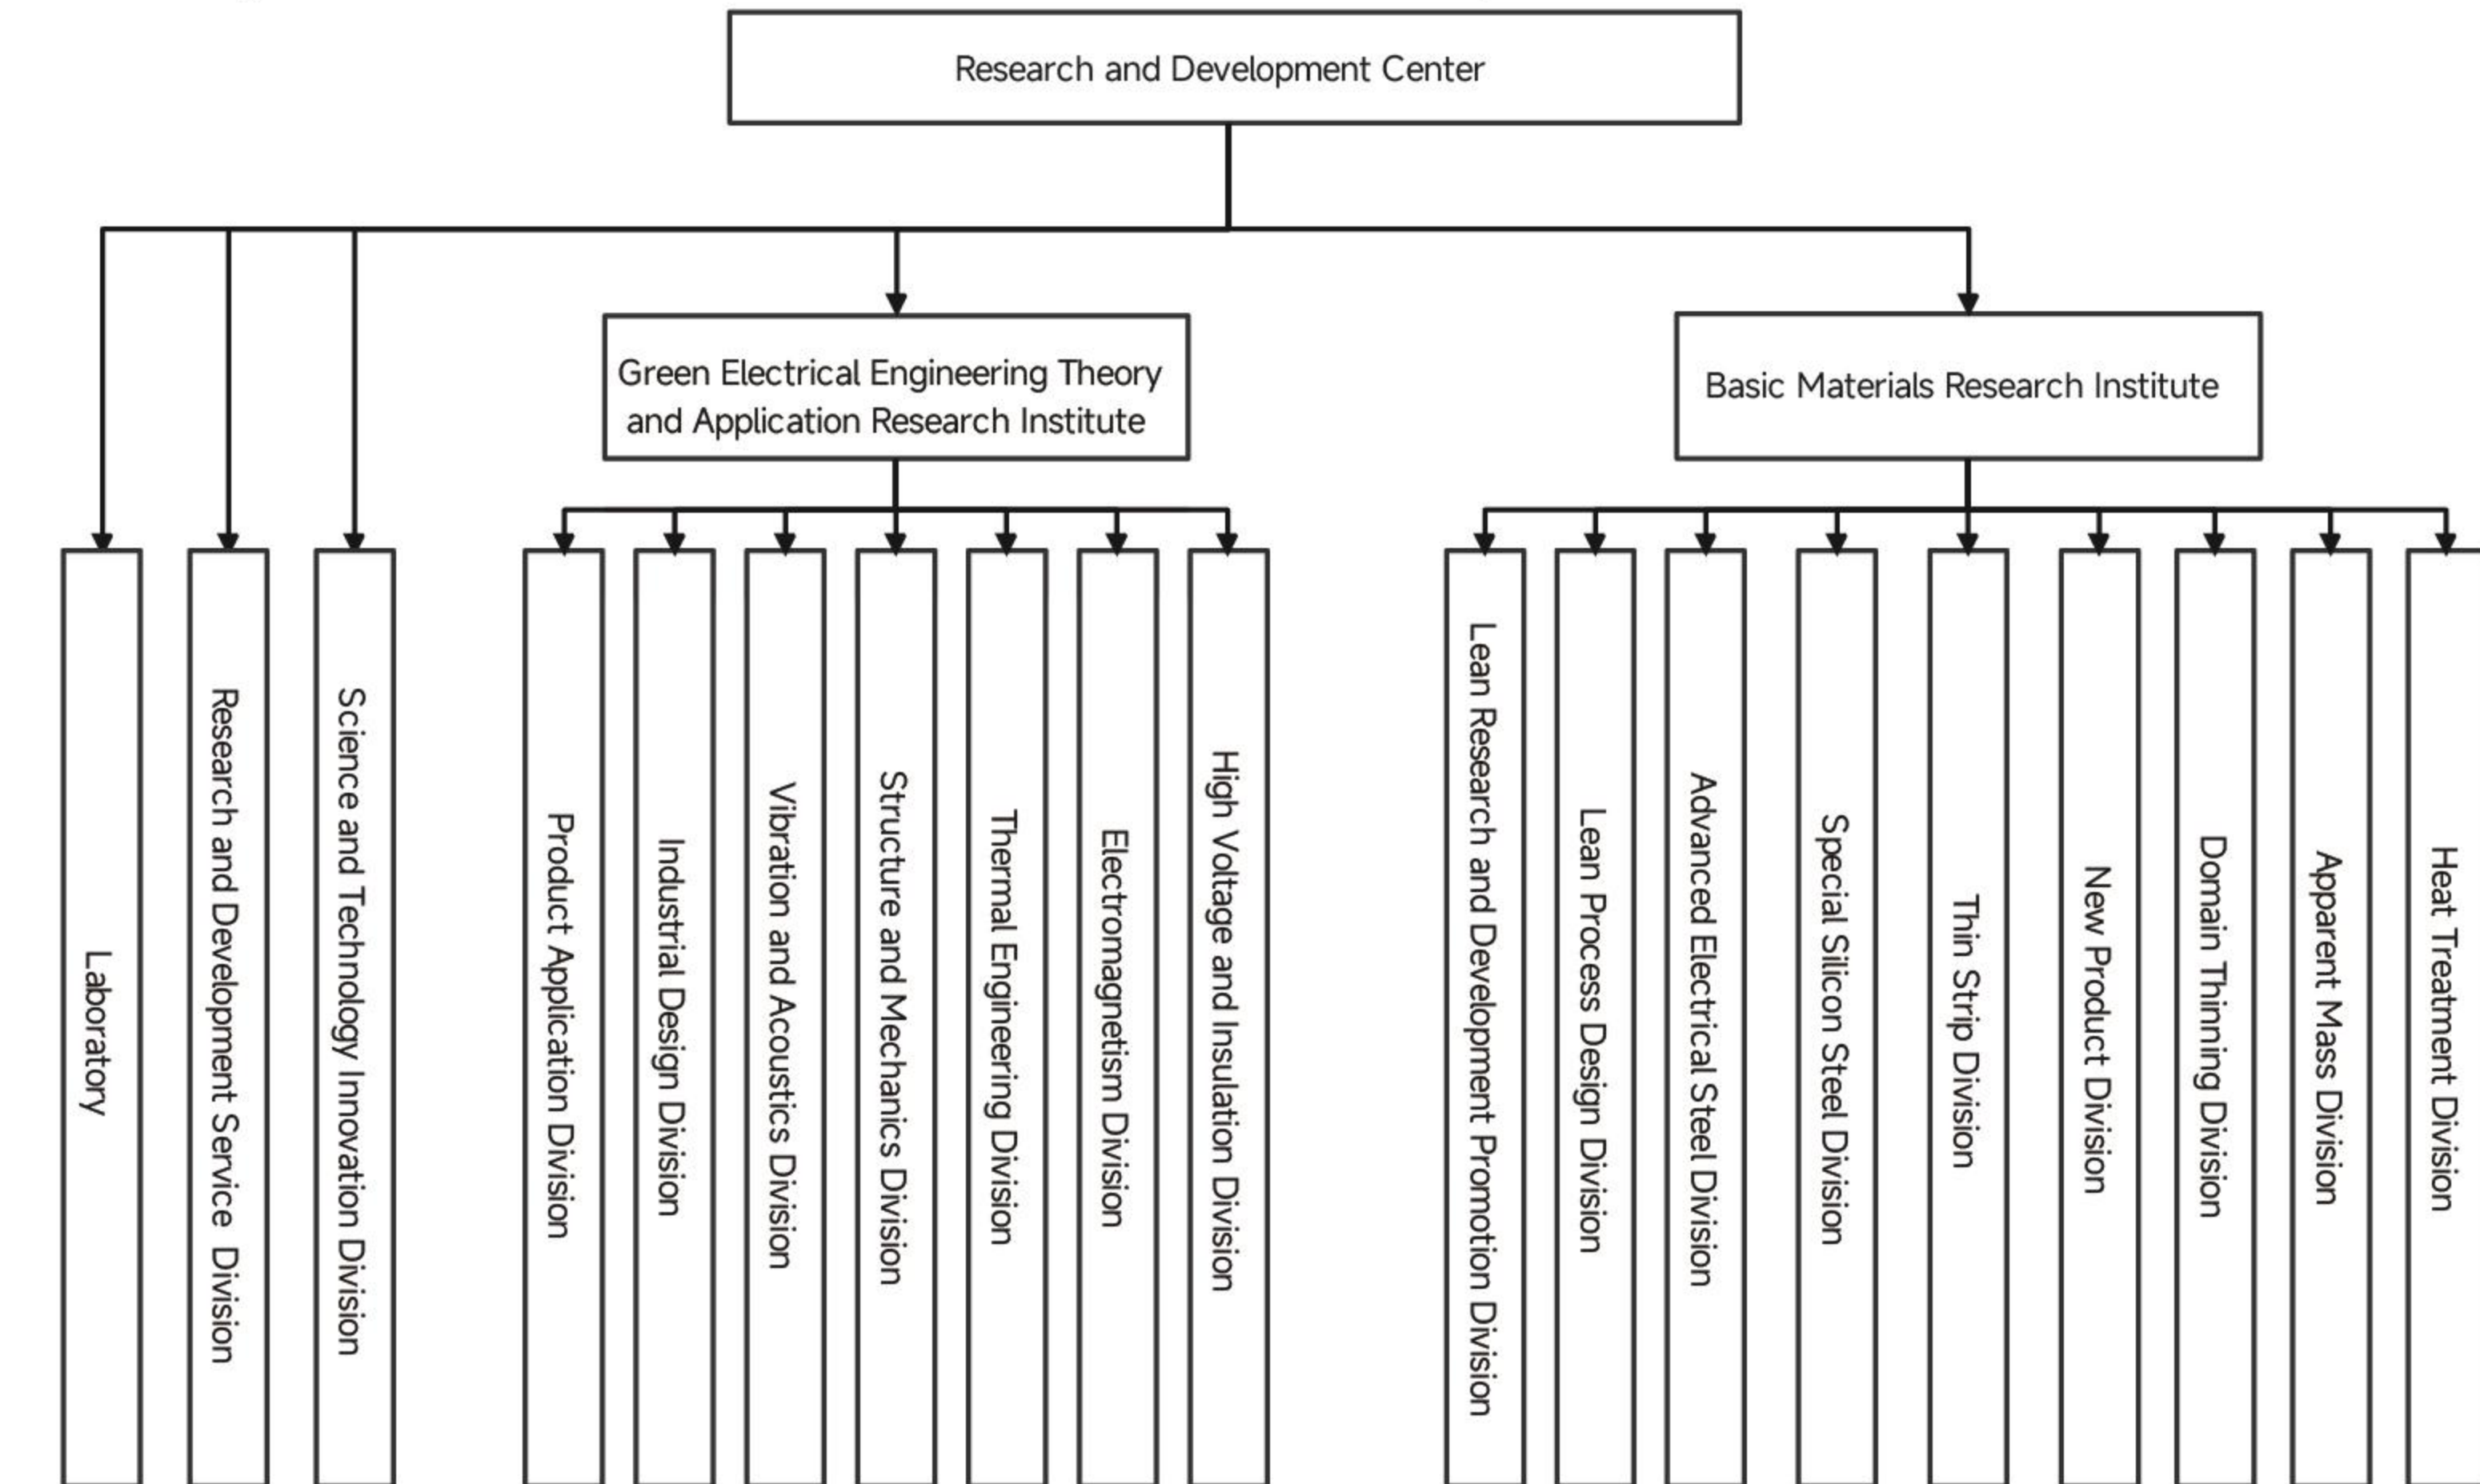 Research and Development Center
Green Electrical Engineering Theory
and Application Research Institute
Basic Materials Research Institute
Laboratory
Research and Development Service Division
Science and Technology Innovation Division
Product Application Division
Industrial Design Division
Vibration and Acoustics Division
Structure and Mechanics Division
Thermal Engineering Division
Electromagnetism Division
High Voltage and Insulation Division
Lean Research and Development Promotion Division
Lean Process Design Division
Advanced Electrical Steel Division
Special Silicon Steel Division
Thin Strip Division
New Product Division
Domain Thinning Division
Apparent Mass Division
Heat Treatment Division